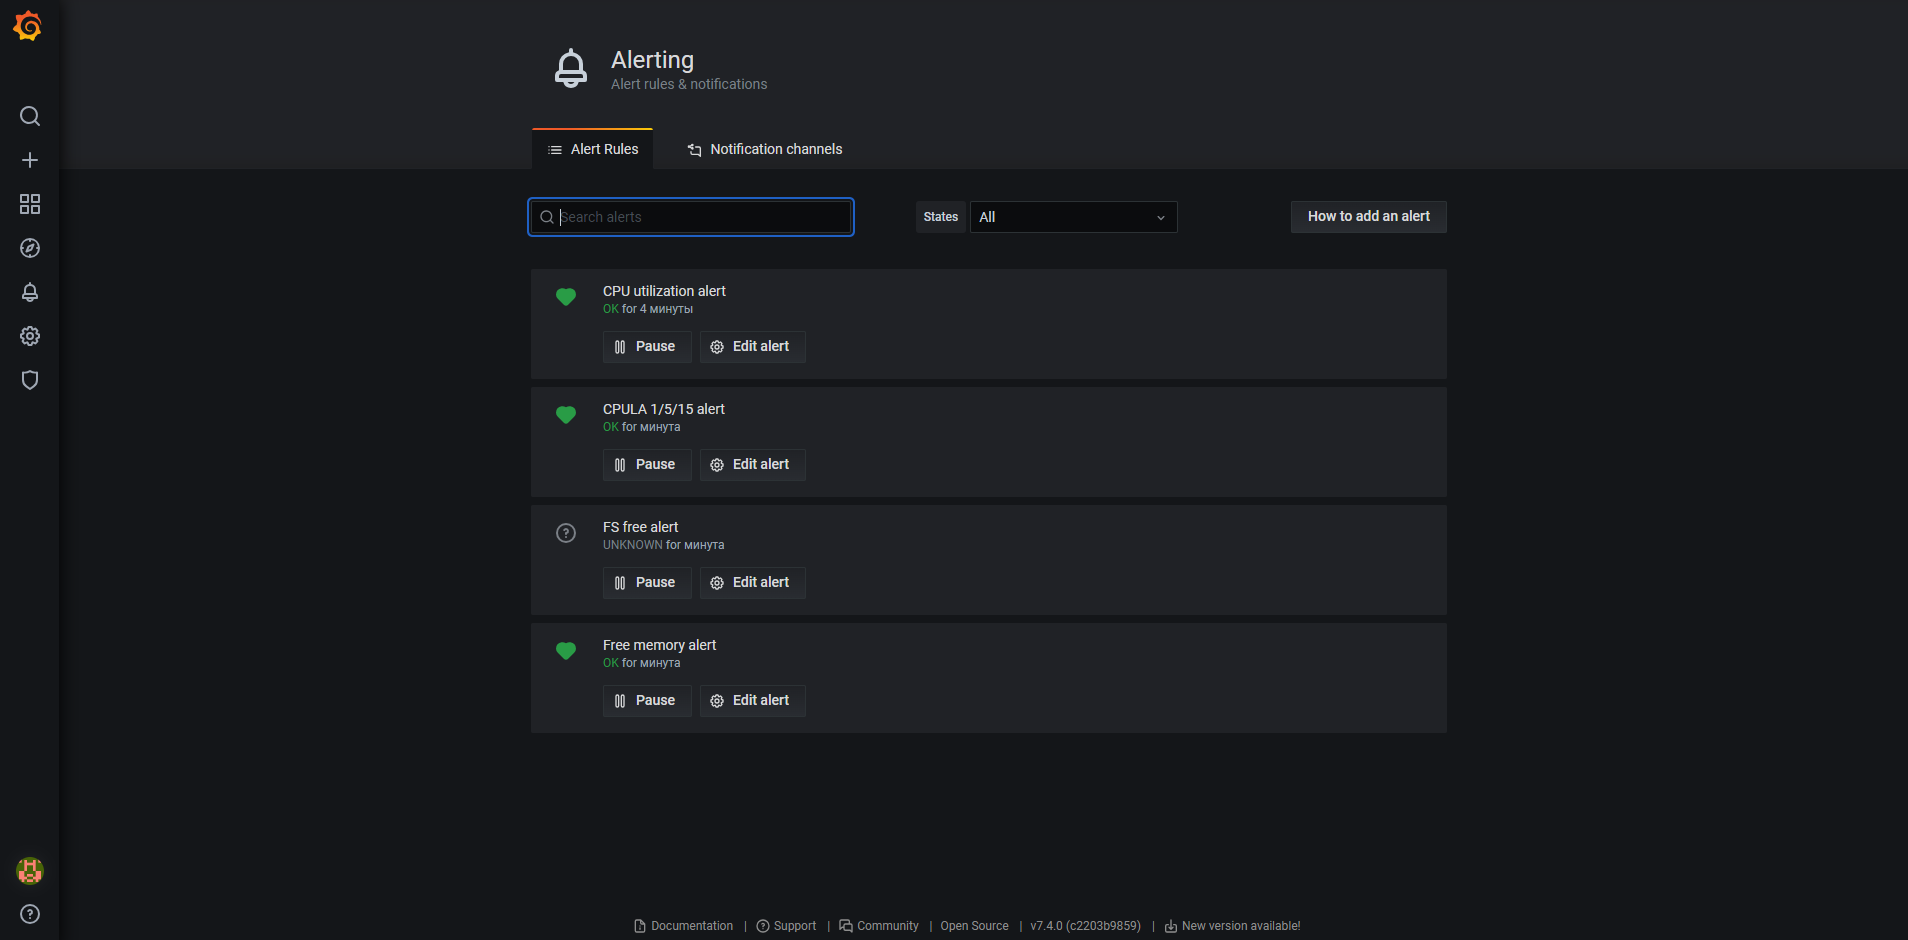 Alerting
Alert rules & notifications
Alert Rules
Notification channels
Search alerts
States
All
How to add an alert
CPU utilization alert
OK for 4 минуты
Pause
Edit alert
CPULA 1/5/15 alert
OK for минута
Pause
Edit alert
FS free alert
UNKNOWN for минута
Pause
Edit alert
Free memory alert
OK for минута
Pause
Edit alert
Documentation | Support | Community | Open Source | v7.4.0 (c2203b9859) | New version available!